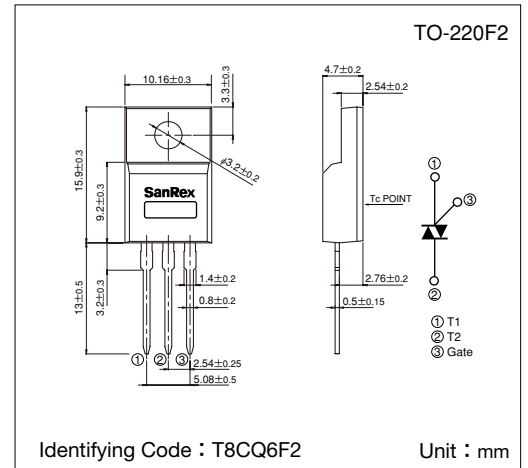 TO-220F2
10.16±0.3
3.3±0.3
4.7±0.2
2.54±0.2
φ3.2±0.2
15.9±0.3
9.2±0.3
SanRex
Tc POINT
①
③
②
13±0.5
3.2±0.3
1.4±0.2
0.8±0.2
2.76±0.2
0.5±0.15
① ② ③
2.54±0.25
5.08±0.5
① T1
② T2
③ Gate
Identifying Code：T8CQ6F2
Unit：mm